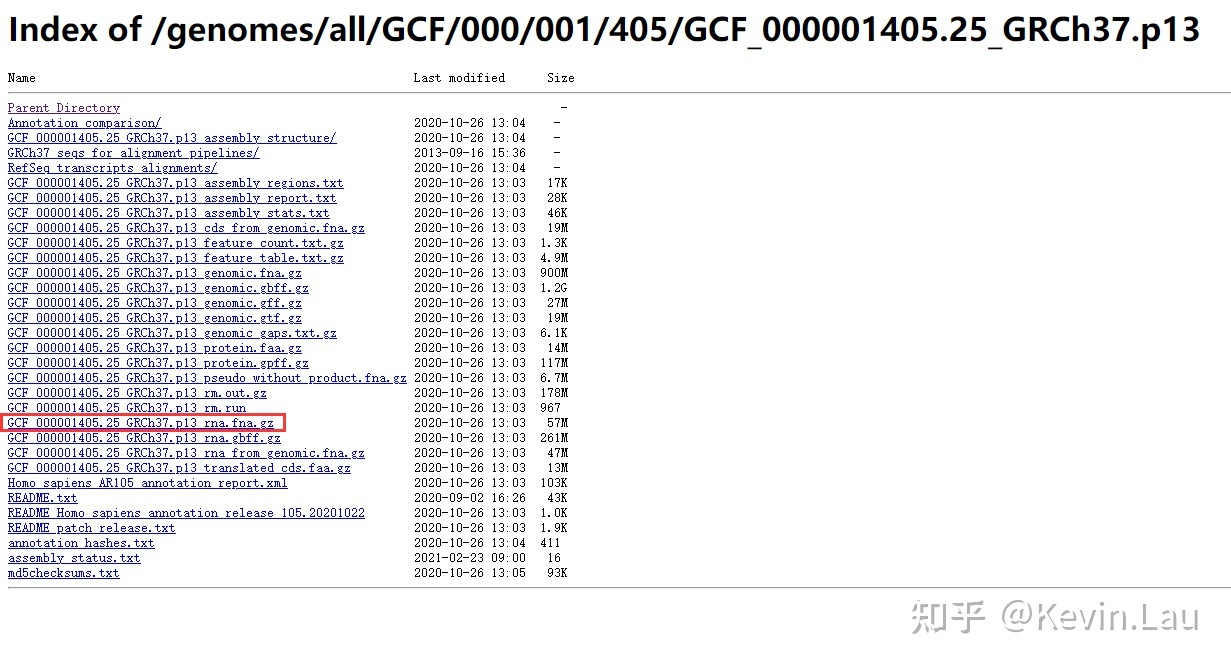 Index of /genomes/all/GCF/000/001/405/GCF_000001405.25_GRCh37.p13
Name Last modified Size
Parent Directory -
Annotation_comparison/ 2020-10-26 13:04 -
GCF_000001405.25_GRCh37.p13_assembly_structure/ 2020-10-26 13:04 -
GRCh37_seqs_for_alignment_pipelines/ 2013-09-16 15:36 -
RefSeq_transcripts_alignments/ 2020-10-26 13:04 -
GCF_000001405.25_GRCh37.p13_assembly_regions.txt 2020-10-26 13:03 17K
GCF_000001405.25_GRCh37.p13_assembly_report.txt 2020-10-26 13:03 28K
GCF_000001405.25_GRCh37.p13_assembly_stats.txt 2020-10-26 13:03 46K
GCF_000001405.25_GRCh37.p13_cds_from_genomic.fna.gz 2020-10-26 13:03 19M
GCF_000001405.25_GRCh37.p13_feature_count.txt.gz 2020-10-26 13:03 1.3K
GCF_000001405.25_GRCh37.p13_feature_table.txt.gz 2020-10-26 13:03 4.9M
GCF_000001405.25_GRCh37.p13_genomic.fna.gz 2020-10-26 13:03 900M
GCF_000001405.25_GRCh37.p13_genomic.gbff.gz 2020-10-26 13:03 1.2G
GCF_000001405.25_GRCh37.p13_genomic.gff.gz 2020-10-26 13:03 27M
GCF_000001405.25_GRCh37.p13_genomic.gtf.gz 2020-10-26 13:03 19M
GCF_000001405.25_GRCh37.p13_genomic_gaps.txt.gz 2020-10-26 13:03 6.1K
GCF_000001405.25_GRCh37.p13_protein.faa.gz 2020-10-26 13:03 14M
GCF_000001405.25_GRCh37.p13_protein.gpff.gz 2020-10-26 13:03 117M
GCF_000001405.25_GRCh37.p13_pseudo_without_product.fna.gz 2020-10-26 13:03 6.7M
GCF_000001405.25_GRCh37.p13_rm.out.gz 2020-10-26 13:03 178M
GCF_000001405.25_GRCh37.p13_rm.run 2020-10-26 13:03 967
GCF_000001405.25_GRCh37.p13_rna.fna.gz 2020-10-26 13:03 57M
GCF_000001405.25_GRCh37.p13_rna.gbff.gz 2020-10-26 13:03 261M
GCF_000001405.25_GRCh37.p13_rna_from_genomic.fna.gz 2020-10-26 13:03 47M
GCF_000001405.25_GRCh37.p13_translated_cds.faa.gz 2020-10-26 13:03 13M
Homo_sapiens_AR105_annotation_report.xml 2020-10-26 13:03 103K
README.txt 2020-09-02 16:26 43K
README_Homo_sapiens_annotation_release_105.20201022 2020-10-26 13:03 1.0K
README_patch_release.txt 2020-10-26 13:03 1.9K
annotation_hashes.txt 2020-10-26 13:04 411
assembly_status.txt 2021-02-23 09:00 16
md5checksums.txt 2020-10-26 13:05 93K
知乎 @Kevin.Lau